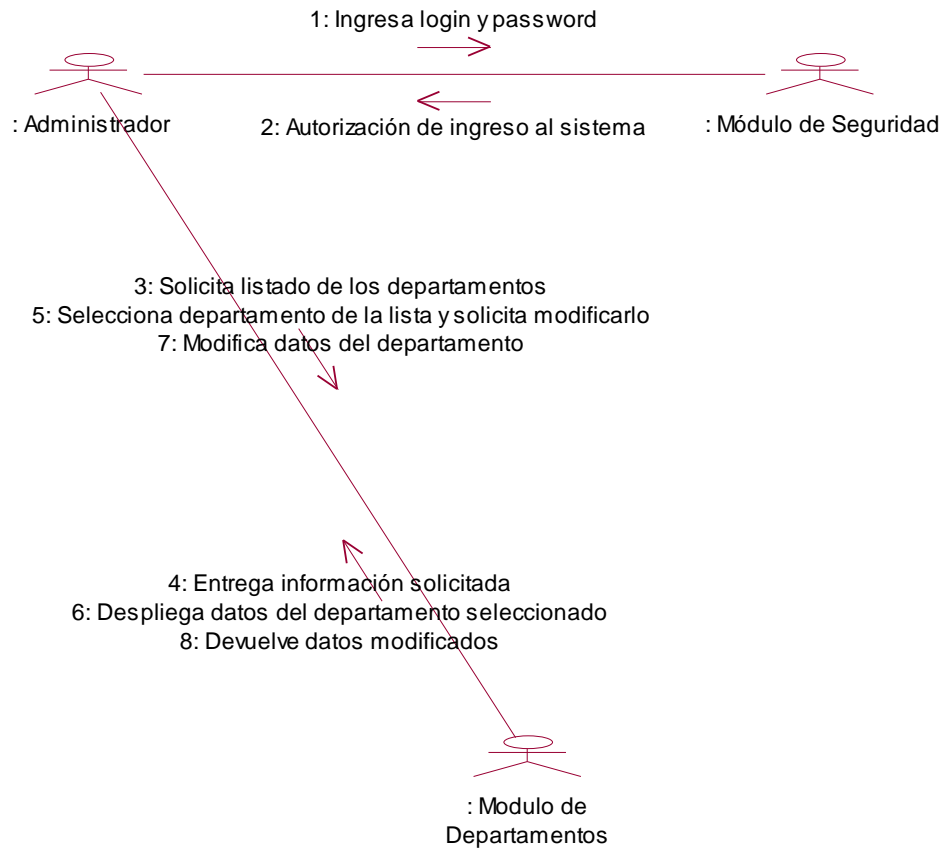 1: Ingresa login y password
: Administrador
2: Autorización de ingreso al sistema
: Módulo de Seguridad
3: Solicita listado de los departamentos
5: Selecciona departamento de la lista y solicita modificarlo
7: Modifica datos del departamento
4: Entrega información solicitada
6: Despliega datos del departamento seleccionado
8: Devuelve datos modificados
: Modulo de
Departamentos